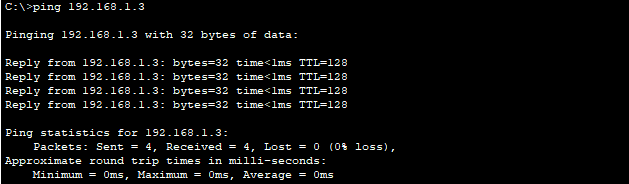 C:\>ping 192.168.1.3
Pinging 192.168.1.3 with 32 bytes of data:
Reply from 192.168.1.3: bytes=32 time<1ms TTL=128
Reply from 192.168.1.3: bytes=32 time<1ms TTL=128
Reply from 192.168.1.3: bytes=32 time<1ms TTL=128
Reply from 192.168.1.3: bytes=32 time<1ms TTL=128
Ping statistics for 192.168.1.3:
Packets: Sent = 4, Received = 4, Lost = 0 (0% loss),
Approximate round trip times in milli-seconds:
Minimum = 0ms, Maximum = 0ms, Average = 0ms